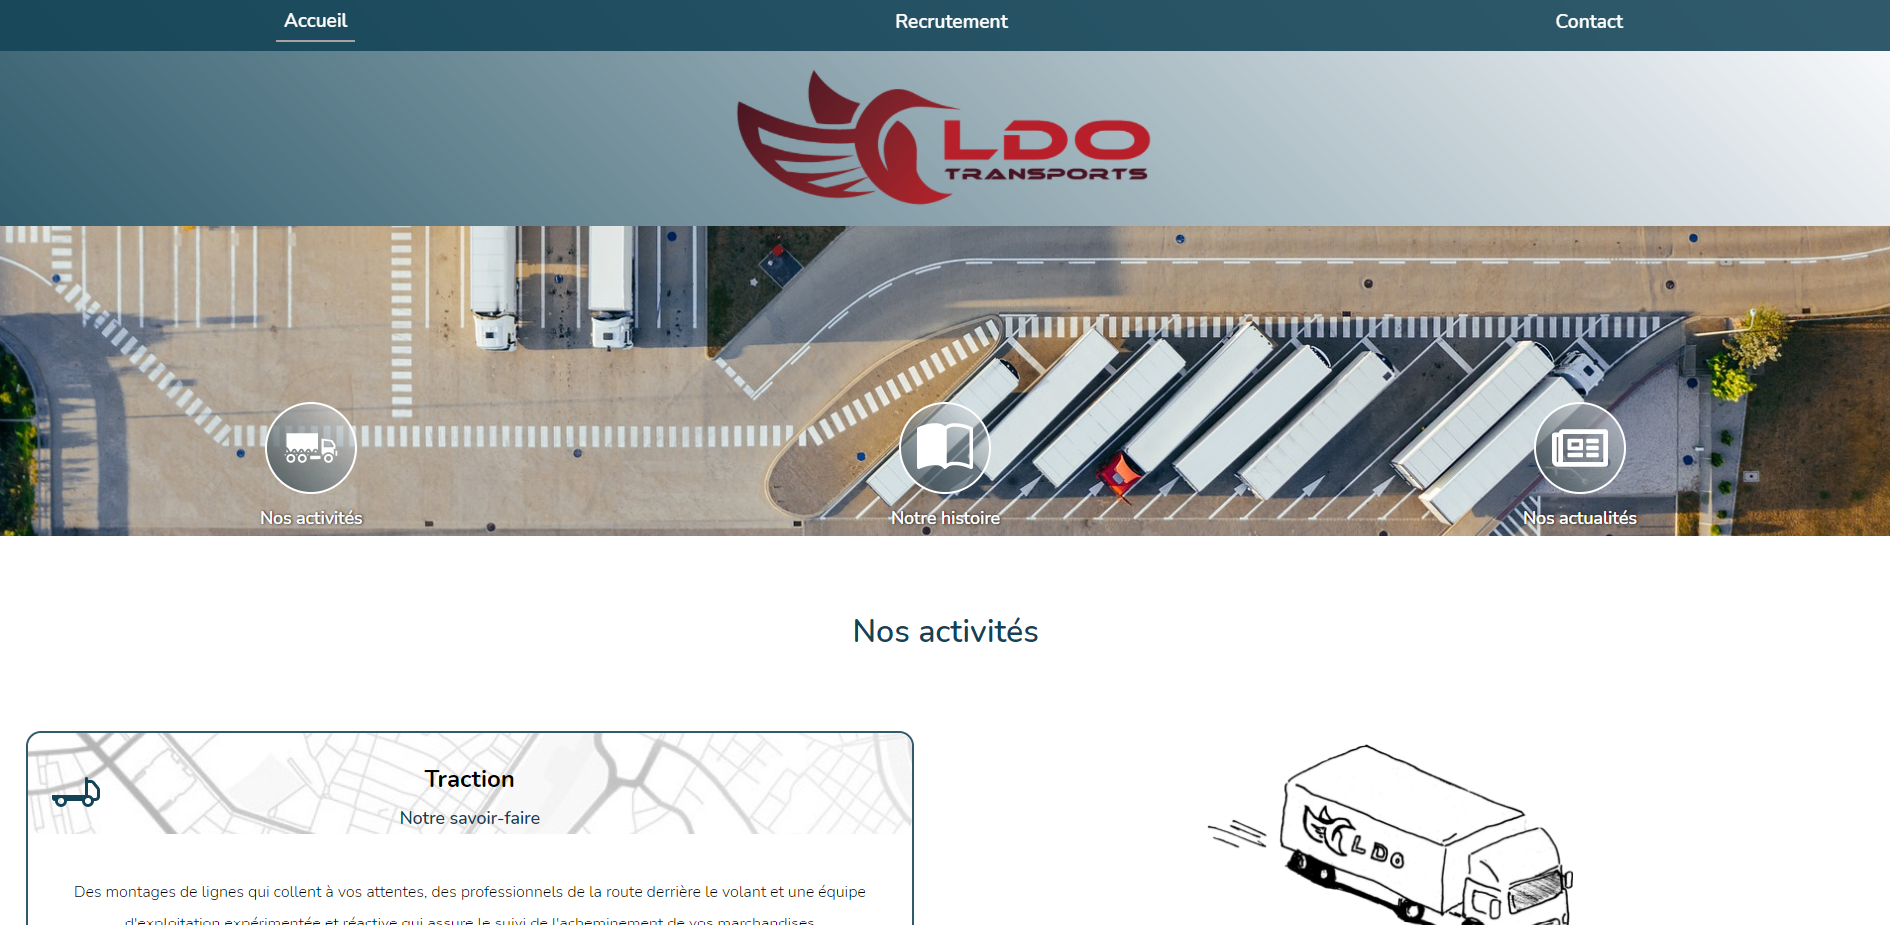 Accueil
Recrutement
Contact
LDO
TRANSPORTS
Nos activités
Notre histoire
Nos actualités
Nos activités
Traction
Notre savoir-faire
Des montages de lignes qui collent à vos attentes, des professionnels de la route derrière le volant et une équipe
d'exploitation expérimentée et réactive qui assure le suivi de l'acheminement de vos marchandises.
LDO